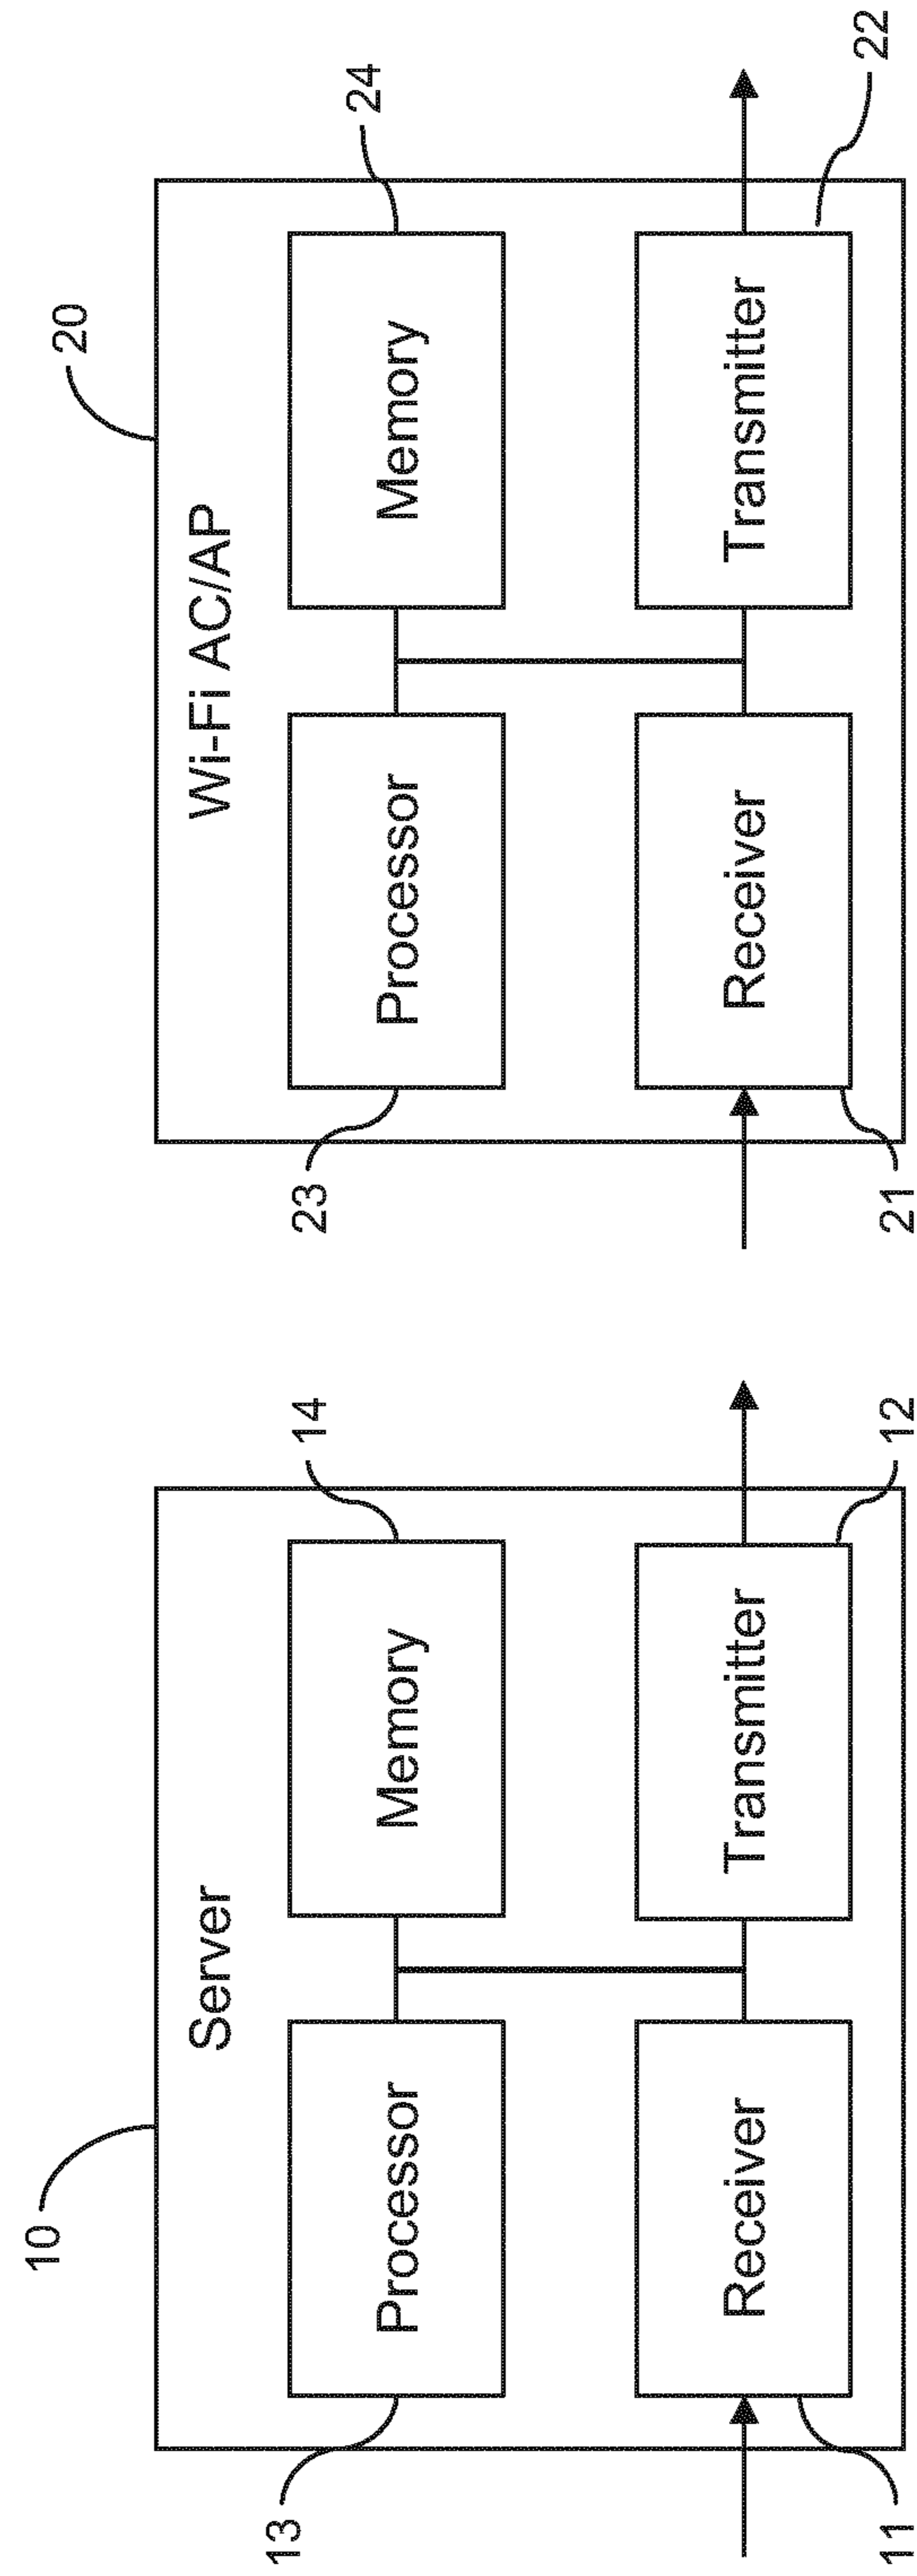 10
Server
13
14
Processor
Memory
Receiver
Transmitter
11
12
20
Wi-Fi AC/AP
23
24
Processor
Memory
Receiver
Transmitter
21
22